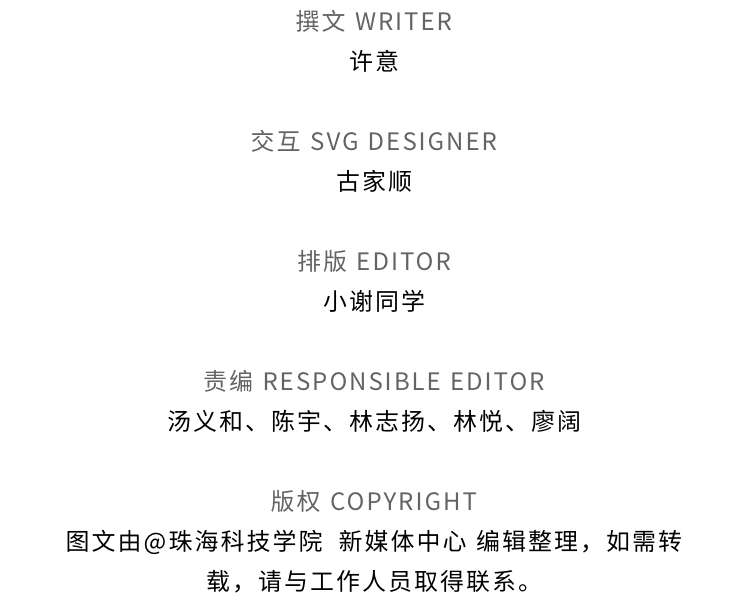 撰文 WRITER
许意
交互 SVG DESIGNER
古家顺
排版 EDITOR
小谢同学
责编 RESPONSIBLE EDITOR
汤义和、陈宇、林志扬、林悦、廖阔
版权 COPYRIGHT
图文由@珠海科技学院 新媒体中心 编辑整理，如需转
载，请与工作人员取得联系。